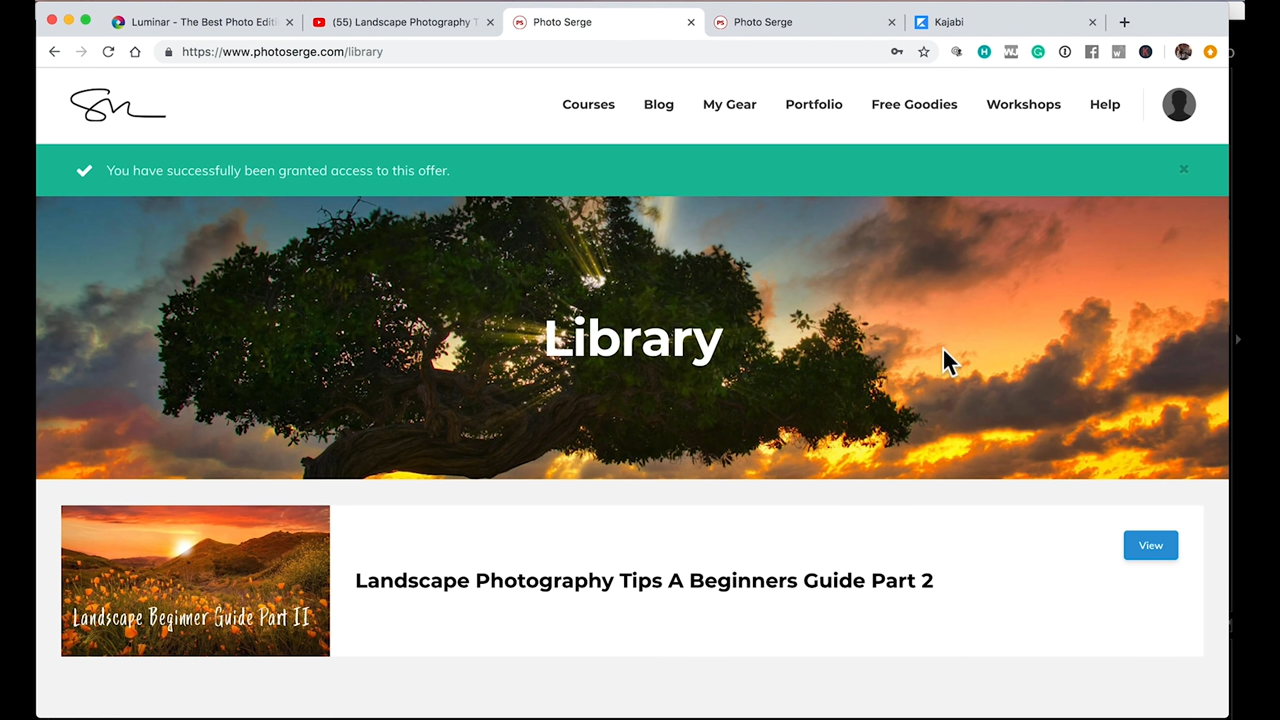 Luminar - The Best Photo Editi
(55) Landscape Photography T
Photo Serge
Photo Serge
Kajabi
https://www.photoserge.com/library
Courses
Blog
My Gear
Portfolio
Free Goodies
Workshops
Help
You have successfully been granted access to this offer.
Library
Landscape Beginner Guide Part II
View
Landscape Photography Tips A Beginners Guide Part 2